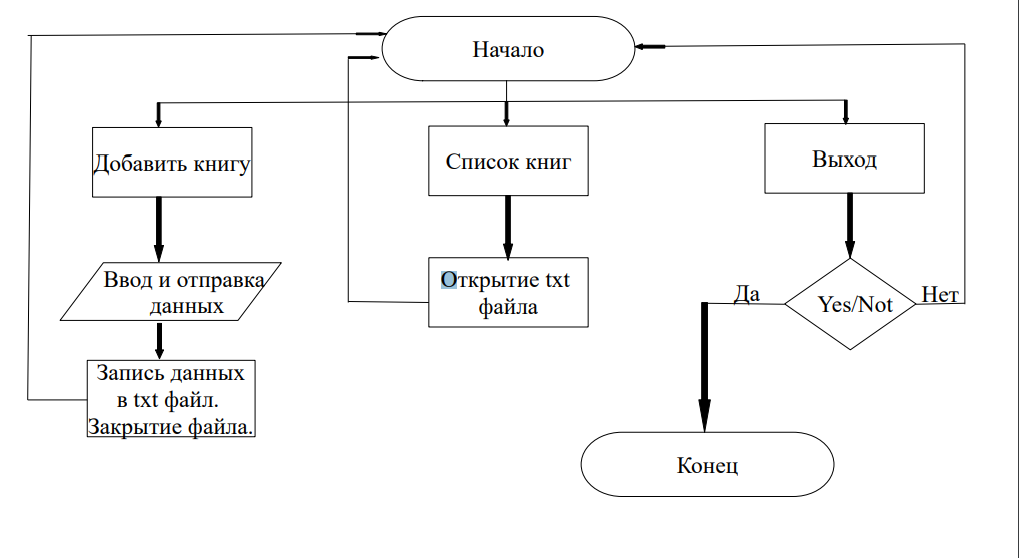 Начало
Добавить книгу
Список книг
Выход
Ввод и отправка
данных
Открытие txt
файла
Да
Yes/Not
Нет
Запись данных
в txt файл.
Закрытие файла.
Конец